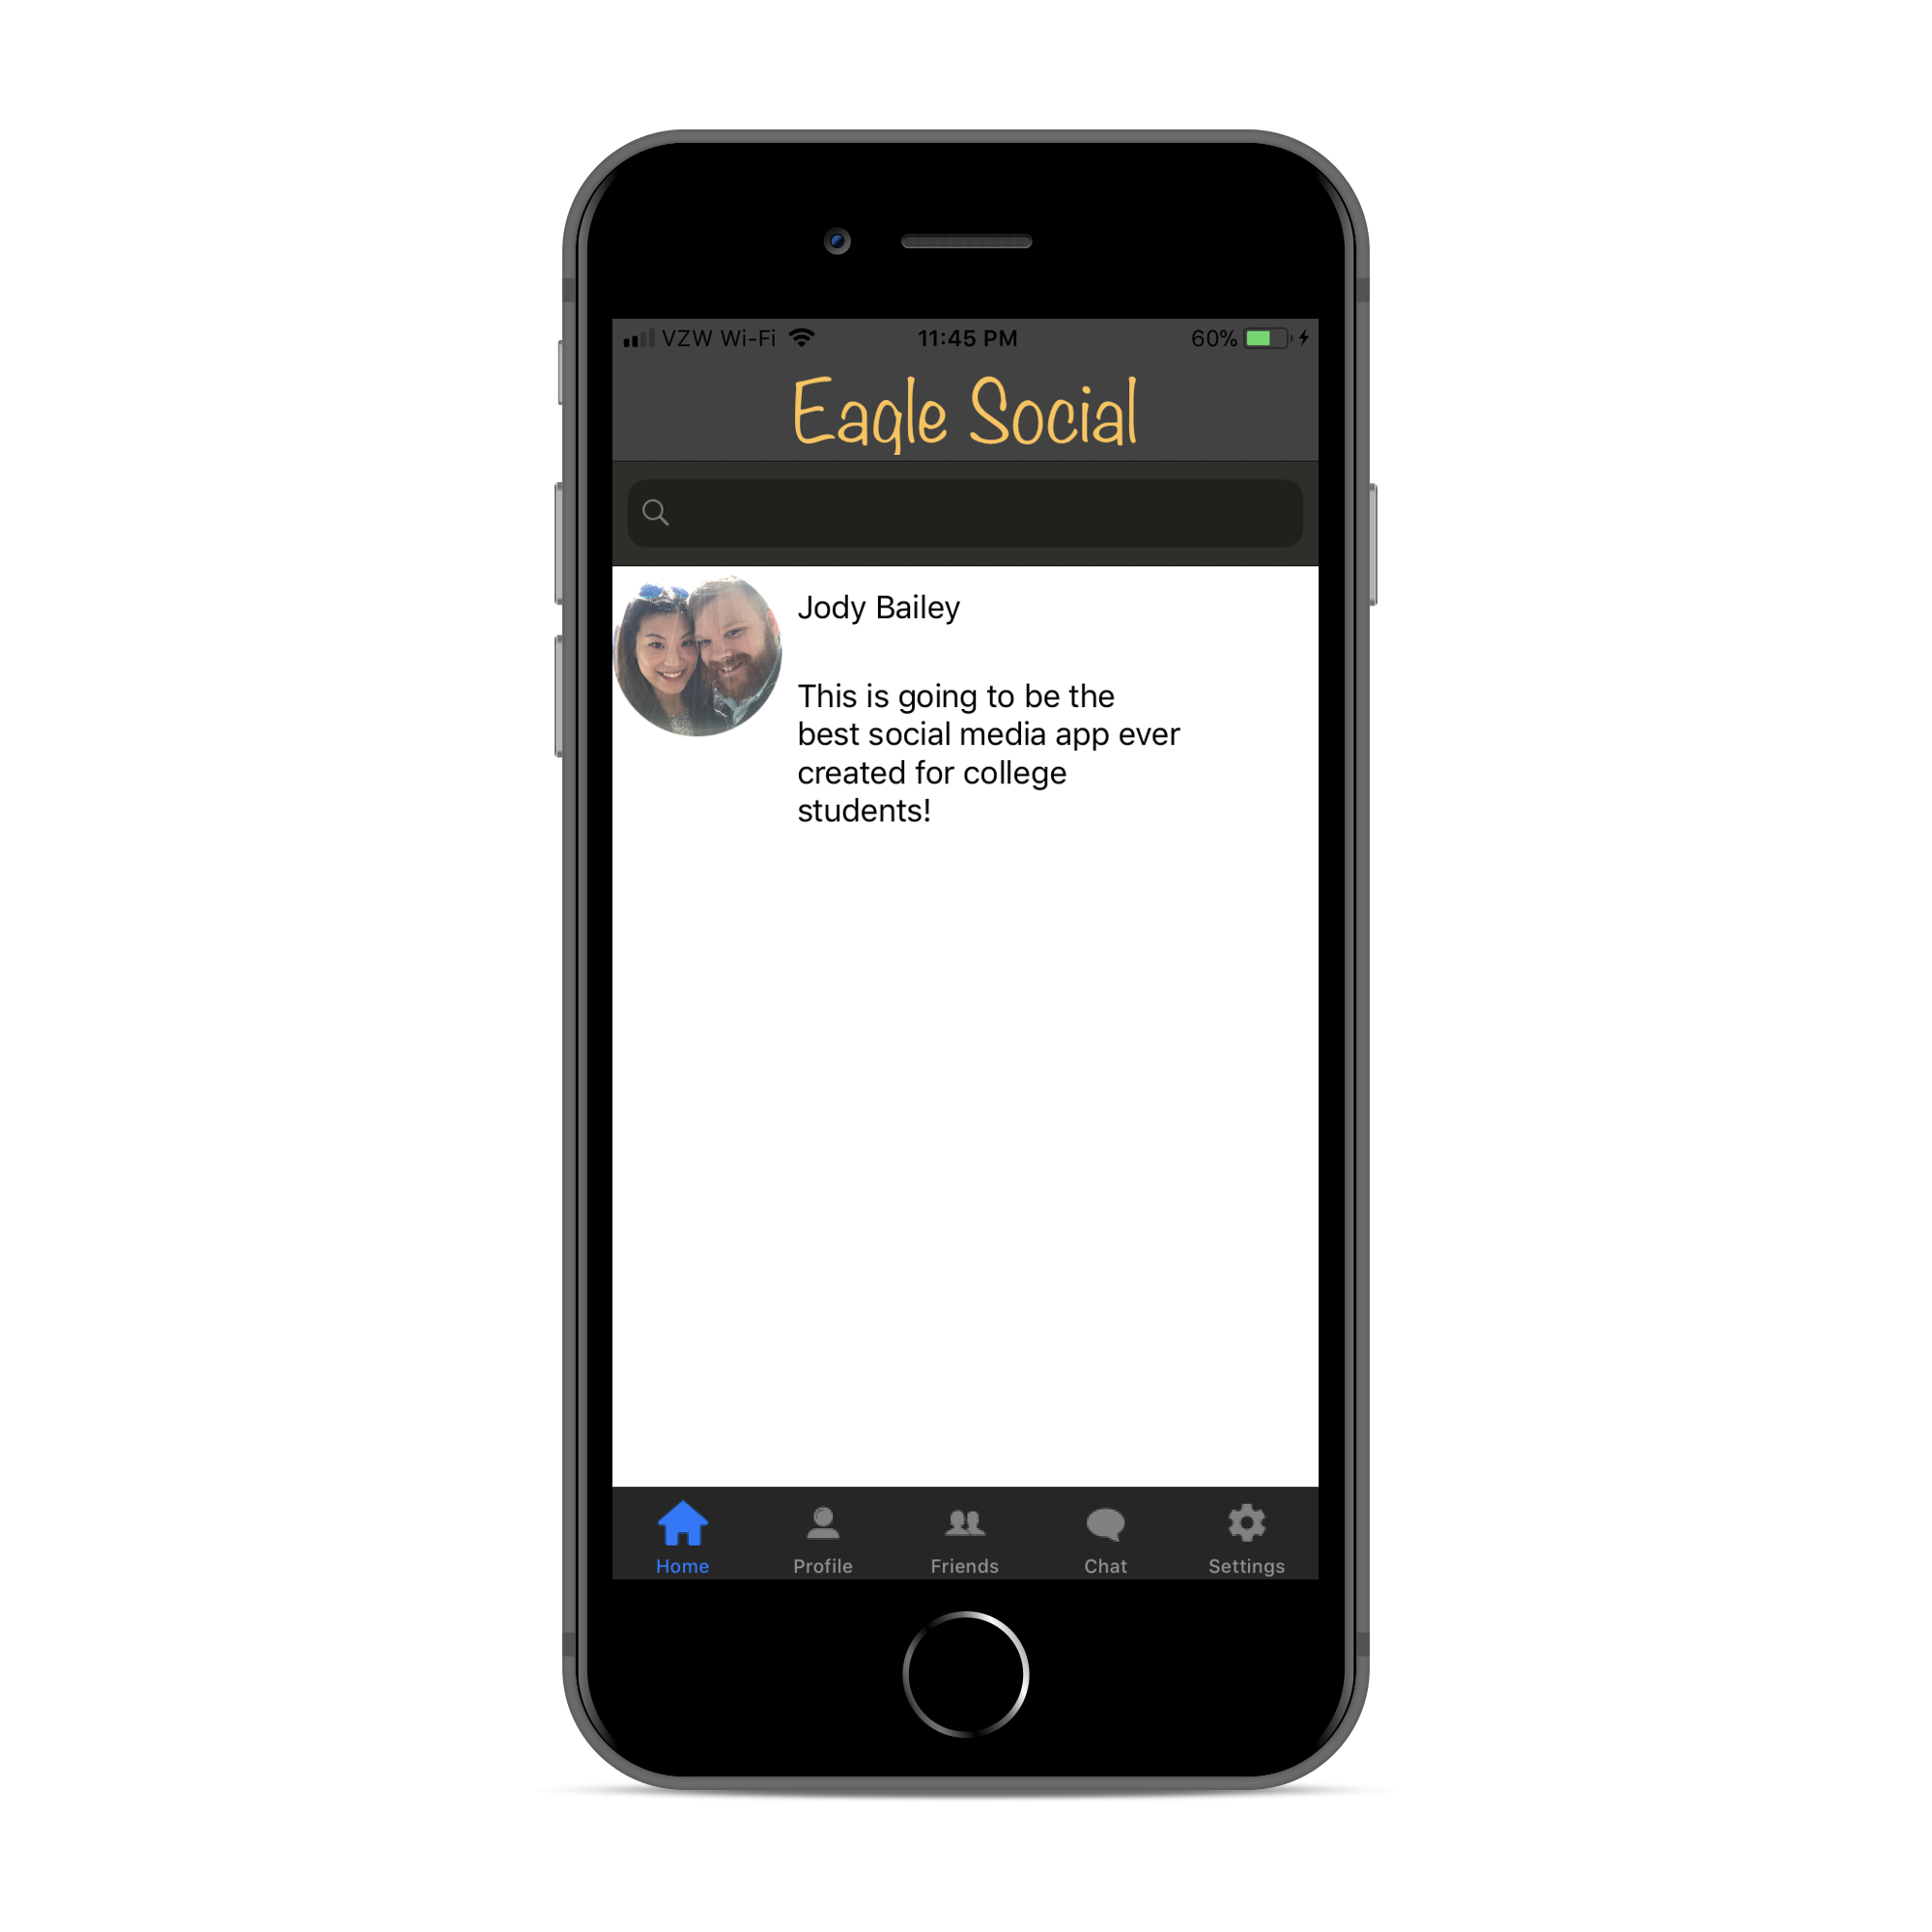 VZW Wi-Fi 11:45 PM 60%
Eagle Social
Jody Bailey
This is going to be the
best social media app ever
created for college
students!
Home Profile Friends Chat Settings